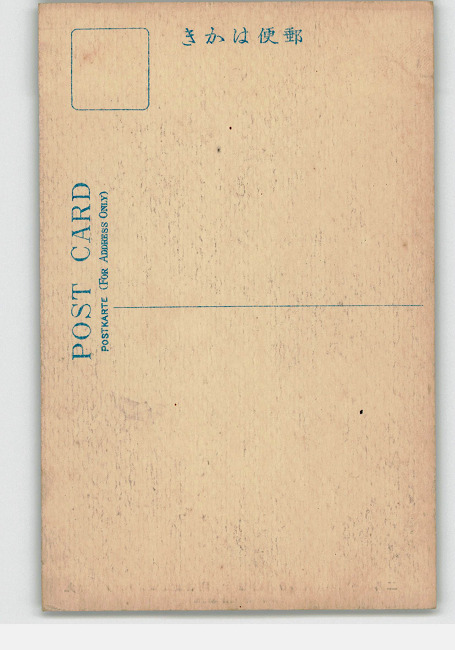 きかは便郵
POST CARD
POSTKARTE (FOR ADDRESS ONLY)